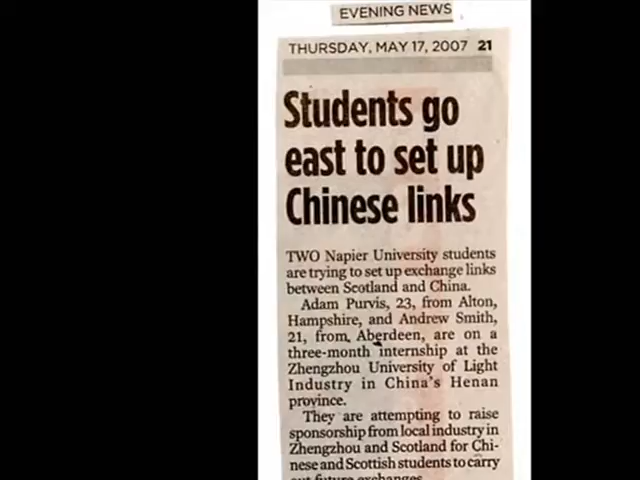 EVENING NEWS
THURSDAY, MAY 17, 2007 21
Students go
east to set up
Chinese links
TWO Napier University students
are trying to set up exchange links
between Scotland and China.
Adam Purvis, 23, from Alton,
Hampshire, and Andrew Smith,
21, from Aberdeen, are on a
three-month internship at the
Zhengzhou University of Light
Industry in China's Henan
province.
They are attempting to raise
sponsorship from local industry in
Zhengzhou and Scotland for Chi-
nese and Scottish students to carry
out future exchanges